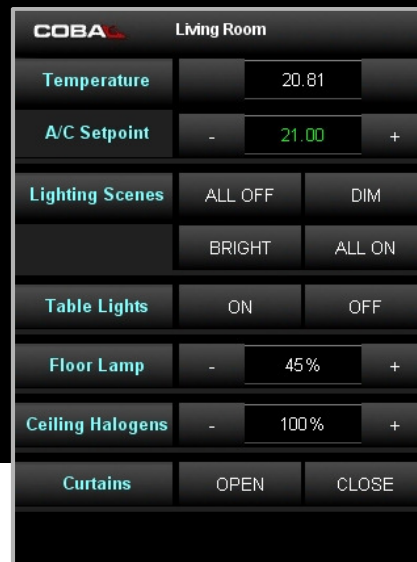 COBA Living Room
Temperature 20.81
A/C Setpoint - 21.00 +
Lighting Scenes ALL OFF DIM
BRIGHT ALL ON
Table Lights ON OFF
Floor Lamp - 45% +
Ceiling Halogens - 100% +
Curtains OPEN CLOSE